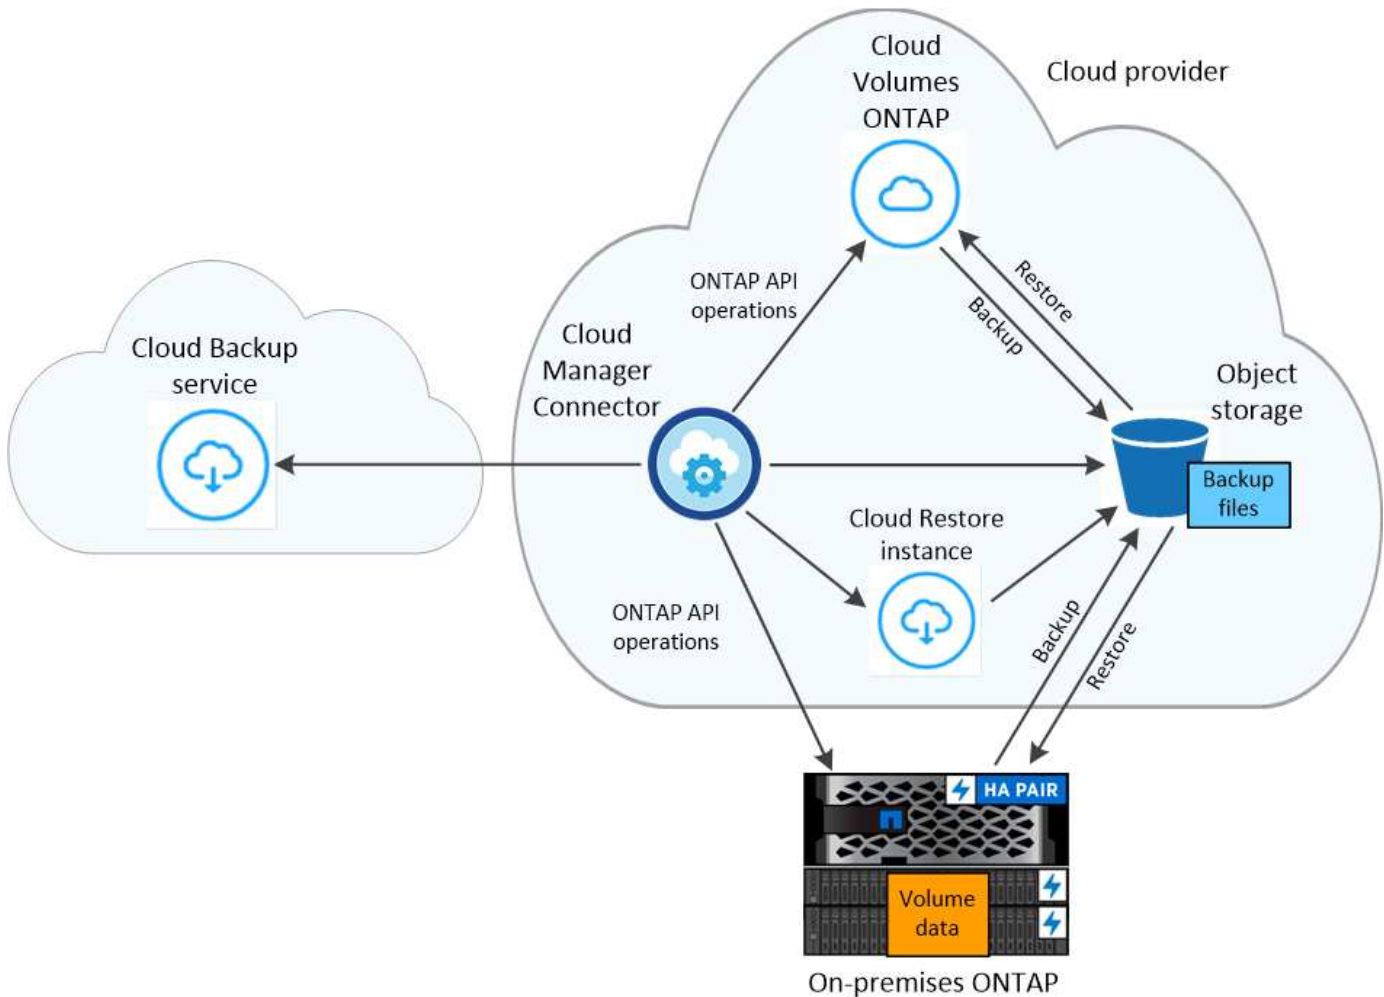 Cloud
Volumes
ONTAP
Cloud provider
ONTAP API
operations
Restore
Backup
Cloud Backup
service
Cloud
Manager
Connector
Object
storage
Backup
files
Cloud Restore
instance
ONTAP API
operations
Backup
Restore
HA PAIR
Volume
data
On-premises ONTAP